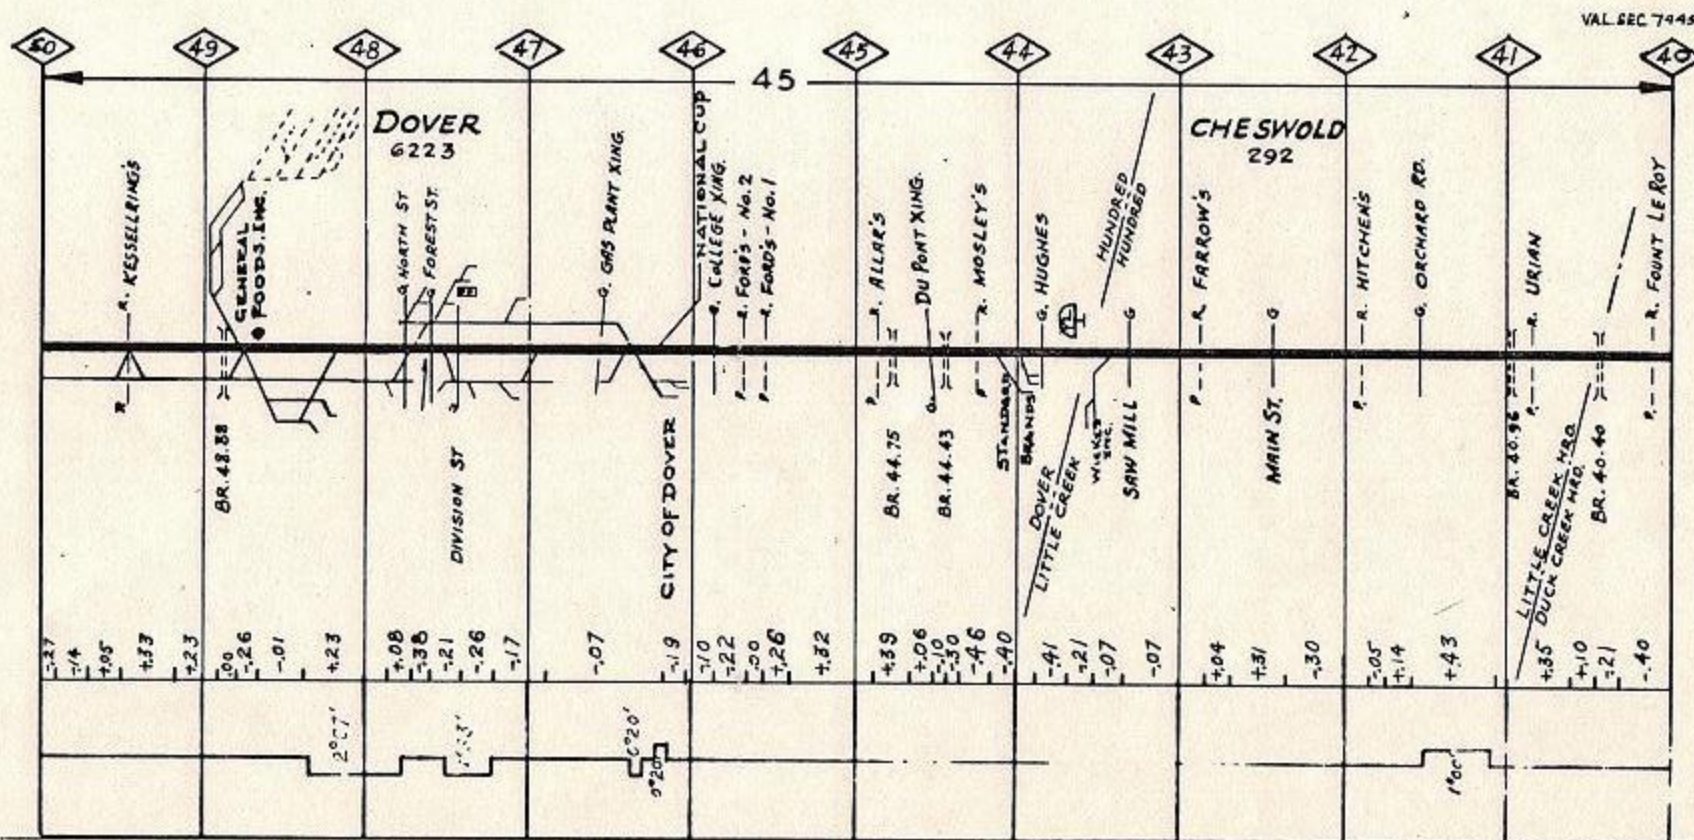 VAL. SEC. 7445
50 49 48 47 46 45 44 43 42 41 40
45
DOVER
6223
CHESWOLD
292
R. KESSELLRING'S
GENERAL
FOODS. INC.
G. NORTH ST
G. FOREST ST.
G. GAS PLANT XING.
NATIONAL CUP
G. COLLEGE XING.
R. FORD'S - No. 2
R. FORD'S - No. 1
R. ALLAR'S
DU PONT XING.
R. MOSLEY'S
G. HUGHES
HUNDRED
HUNDRED
R. FARROW'S
G
G
R. HITCHEN'S
G. ORCHARD RD.
R. URIAN
R. FOUNT LE ROY
R
BR. 48.88
DIVISION ST
CITY OF DOVER
P.
P.
P.
BR. 44.75
G.
BR. 44.43
P
STANDARD
BRANDS
DOVER
LITTLE CREEK
INC.
SAW MILL
P.
MAIN ST.
P.
BR. 40.96
P.
LITTLE CREEK HRD.
DUCK CREEK HRD.
BR. 40.40
P.
-.27 -.14 +.05 +.33 +.23 .00 -.26 -.01 +.23 +.08 -.38 -.21 -.26 -.17 -.07 -.19 -.10 -.22 .00 +.26 +.32 +.39 +.06 -.10 -.30 -.46 -.40 -.41 -.21 -.07 -.07 +.04 +.31 -.30 -.05 +.14 +.43 +.35 +.10 -.21 -.40
2°07'
0°20'
0°20'
1°00'